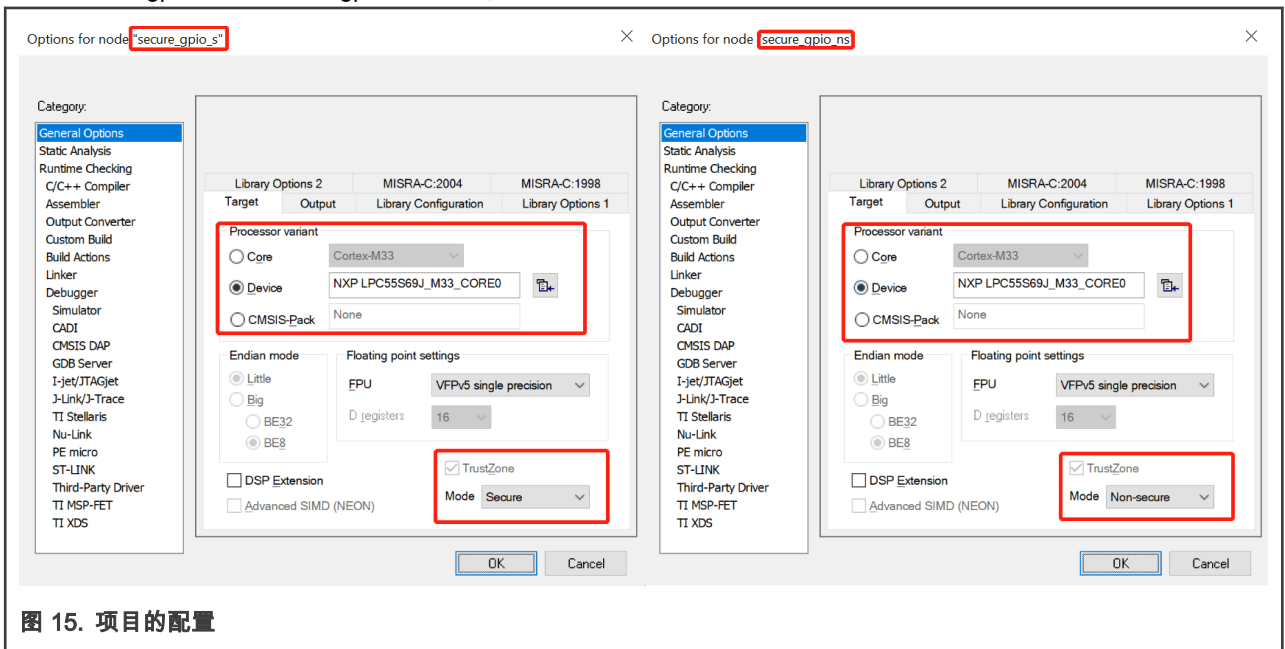 Options for node "secure_gpio_s"
Category:
General Options
Static Analysis
Runtime Checking
C/C++ Compiler
Assembler
Output Converter
Custom Build
Build Actions
Linker
Debugger
Simulator
CADI
CMSIS DAP
GDB Server
I-jet/JTAGjet
J-Link/J-Trace
TI Stellaris
Nu-Link
PE micro
ST-LINK
Third-Party Driver
TI MSP-FET
TI XDS
Library Options 2 MISRA-C:2004 MISRA-C:1998
Target Output Library Configuration Library Options 1
Processor variant
Core Cortex-M33
Device NXP LPC55S69J_M33_CORE0
CMSIS-Pack None
Endian mode
Little
Big
BE32
BE8
Floating point settings
FPU VFPv5 single precision
D registers 16
DSP Extension
Advanced SIMD (NEON)
TrustZone
Mode Secure
OK Cancel
Options for node "secure_gpio_ns"
Category:
General Options
Static Analysis
Runtime Checking
C/C++ Compiler
Assembler
Output Converter
Custom Build
Build Actions
Linker
Debugger
Simulator
CADI
CMSIS DAP
GDB Server
I-jet/JTAGjet
J-Link/J-Trace
TI Stellaris
Nu-Link
PE micro
ST-LINK
Third-Party Driver
TI MSP-FET
TI XDS
Library Options 2 MISRA-C:2004 MISRA-C:1998
Target Output Library Configuration Library Options 1
Processor variant
Core Cortex-M33
Device NXP LPC55S69J_M33_CORE0
CMSIS-Pack None
Endian mode
Little
Big
BE32
BE8
Floating point settings
FPU VFPv5 single precision
D registers 16
DSP Extension
Advanced SIMD (NEON)
TrustZone
Mode Non-secure
OK Cancel
图 15. 项目的配置